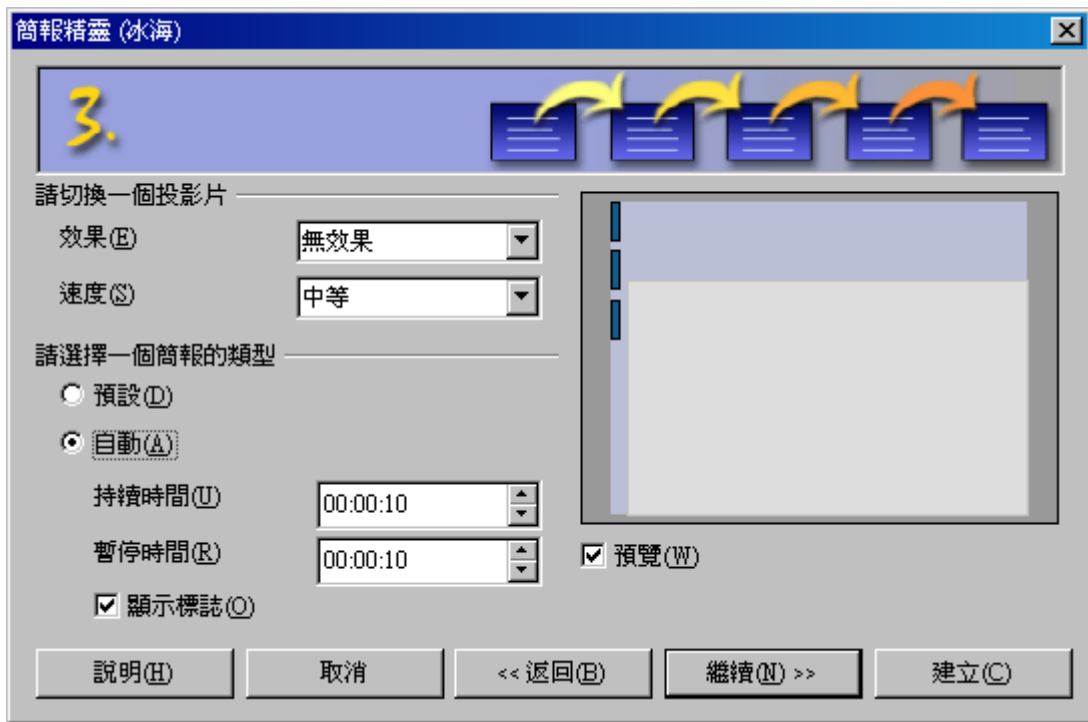 簡報精靈 (冰海)
3.
請切換一個投影片
效果(E)
無效果
速度(S)
中等
請選擇一個簡報的類型
預設(D)
自動(A)
持續時間(U)
00:00:10
暫停時間(R)
00:00:10
顯示標誌(O)
預覽(W)
說明(H)
取消
<< 返回(B)
繼續(N) >>
建立(C)